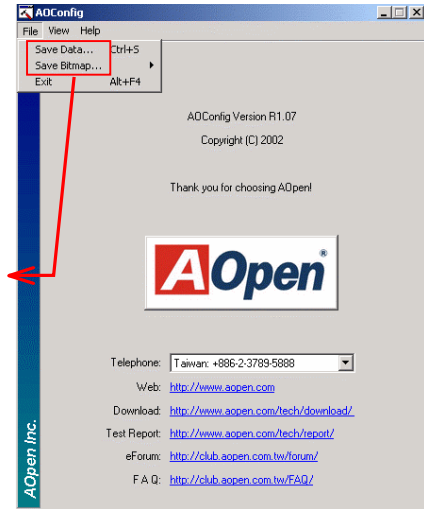 AOConfig
File View Help
Save Data... Ctrl+S
Save Bitmap...
Exit Alt+F4
AOConfig Version R1.07
Copyright (C) 2002
Thank you for choosing AOpen!
AOpen®
Telephone: Taiwan: +886-2-3789-5888
Web: http://www.aopen.com
Download: http://www.aopen.com/tech/download/
Test Report: http://www.aopen.com/tech/report/
eForum: http://club.aopen.com.tw/forum/
F A Q: http://club.aopen.com.tw/FAQ/
AOpen Inc.